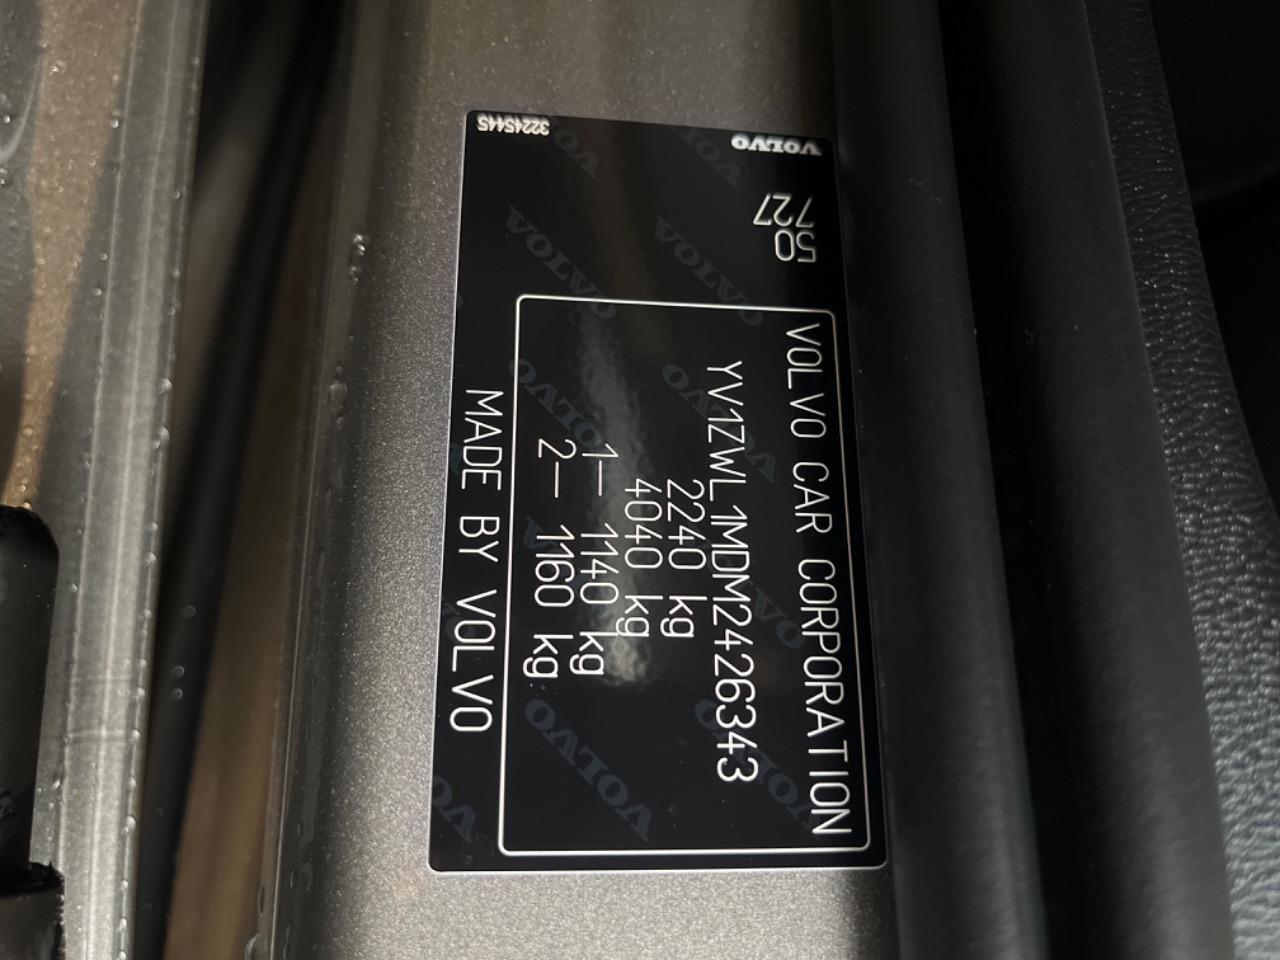 VOLVO CAR CORPORATION
YV1ZWL1MDM2426343
2240 kg
4040 kg
1— 1140 kg
2— 1160 kg
MADE BY VOLVO
50
727
VOLVO
32245445